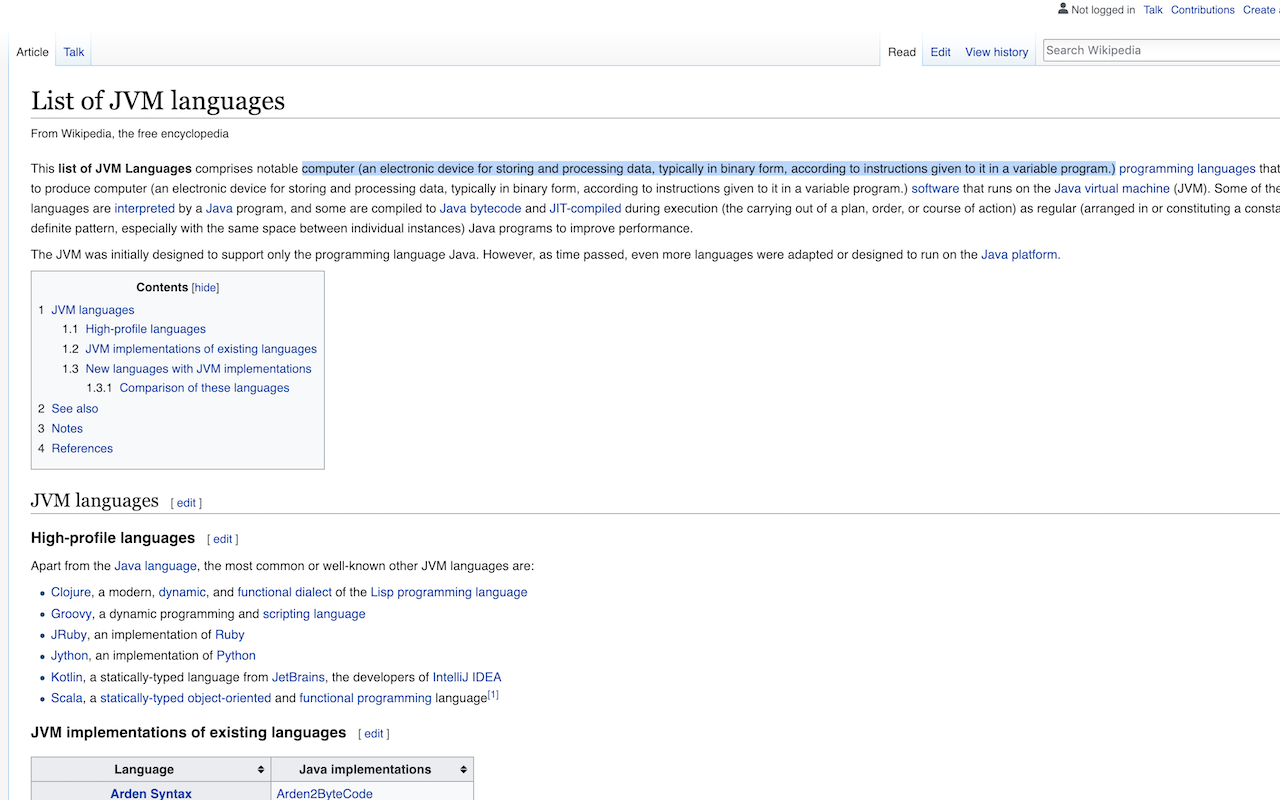 Not logged in Talk Contributions Create
Article Talk Read Edit View history Search Wikipedia
List of JVM languages
From Wikipedia, the free encyclopedia
This list of JVM Languages comprises notable computer (an electronic device for storing and processing data, typically in binary form, according to instructions given to it in a variable program.) programming languages that
to produce computer (an electronic device for storing and processing data, typically in binary form, according to instructions given to it in a variable program.) software that runs on the Java virtual machine (JVM). Some of the
languages are interpreted by a Java program, and some are compiled to Java bytecode and JIT-compiled during execution (the carrying out of a plan, order, or course of action) as regular (arranged in or constituting a
definite pattern, especially with the same space between individual instances) Java programs to improve performance.
The JVM was initially designed to support only the programming language Java. However, as time passed, even more languages were adapted or designed to run on the Java platform.
Contents [hide]
1 JVM languages
1.1 High-profile languages
1.2 JVM implementations of existing languages
1.3 New languages with JVM implementations
1.3.1 Comparison of these languages
2 See also
3 Notes
4 References
JVM languages [ edit ]
High-profile languages [ edit ]
Apart from the Java language, the most common or well-known other JVM languages are:
• Clojure, a modern, dynamic, and functional dialect of the Lisp programming language
• Groovy, a dynamic programming and scripting language
• JRuby, an implementation of Ruby
• Jython, an implementation of Python
• Kotlin, a statically-typed language from JetBrains, the developers of IntelliJ IDEA
• Scala, a statically-typed object-oriented and functional programming language[1]
JVM implementations of existing languages [ edit ]
Language Java implementations
Arden Syntax Arden2ByteCode